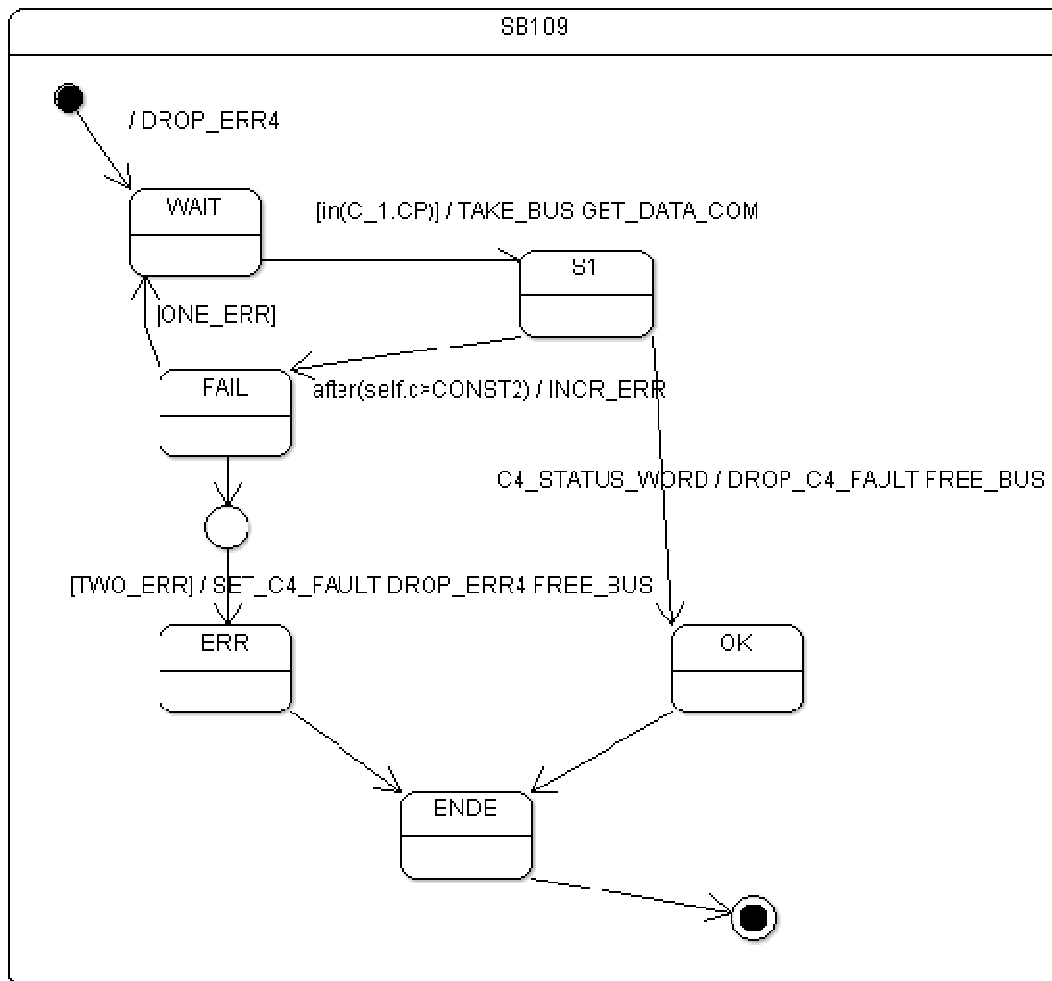 SB109
/ DROP_ERR4
WAIT
[in(C_1.CP)] / TAKE_BUS GET_DATA_COM
S1
[ONE_ERR]
FAIL
after(self.c>CONST2) / INCR_ERR
C4_STATUS_WORD / DROP_C4_FAULT FREE_BUS
[TWO_ERR] / SET_C4_FAULT DROP_ERR4 FREE_BUS
ERR
OK
ENDE